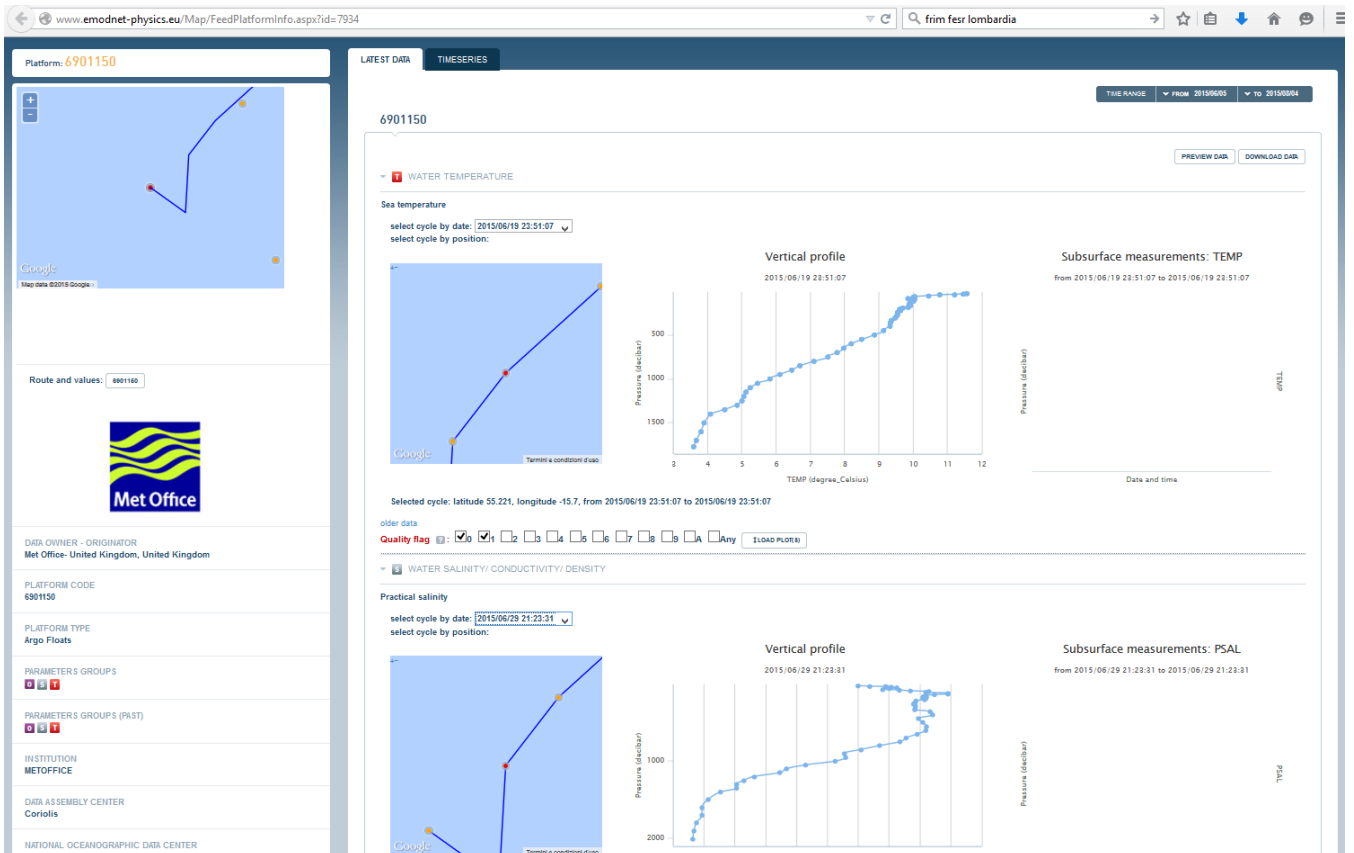 www.emodnet-physics.eu/Map/FeedPlatformInfo.aspx?id=7934
frim fesr lombardia
Platform: 6901150
+
−
Google
Map data ©2015 Google
Route and values: 6901150
Met Office
DATA OWNER - ORIGINATOR
Met Office- United Kingdom, United Kingdom
PLATFORM CODE
6901150
PLATFORM TYPE
Argo Floats
PARAMETERS GROUPS
O S T
PARAMETERS GROUPS (PAST)
O S T
INSTITUTION
METOFFICE
DATA ASSEMBLY CENTER
Coriolis
NATIONAL OCEANOGRAPHIC DATA CENTER
LATEST DATA TIMESERIES
TIME RANGE FROM 2015/06/05 TO 2015/08/04
6901150
PREVIEW DATA DOWNLOAD DATA
T WATER TEMPERATURE
Sea temperature
select cycle by date: 2015/06/19 23:51:07
select cycle by position:
+−
Google
Termini e condizioni d'uso
Vertical profile
2015/06/19 23:51:07
Pressure (decibar)
500
1000
1500
3 4 5 6 7 8 9 10 11 12
TEMP (degree_Celsius)
Subsurface measurements: TEMP
from 2015/06/19 23:51:07 to 2015/06/19 23:51:07
Pressure (decibar)
TEMP
Date and time
Selected cycle: latitude 55.221, longitude -15.7, from 2015/06/19 23:51:07 to 2015/06/19 23:51:07
older data
Quality flag ? : 0 1 2 3 4 5 6 7 8 9 A Any LOAD PLOT(S)
S WATER SALINITY/ CONDUCTIVITY/ DENSITY
Practical salinity
select cycle by date: 2015/06/29 21:23:31
select cycle by position:
+−
Google
Termini e condizioni d'uso
Vertical profile
2015/06/29 21:23:31
Pressure (decibar)
1000
2000
Subsurface measurements: PSAL
from 2015/06/29 21:23:31 to 2015/06/29 21:23:31
Pressure (decibar)
PSAL